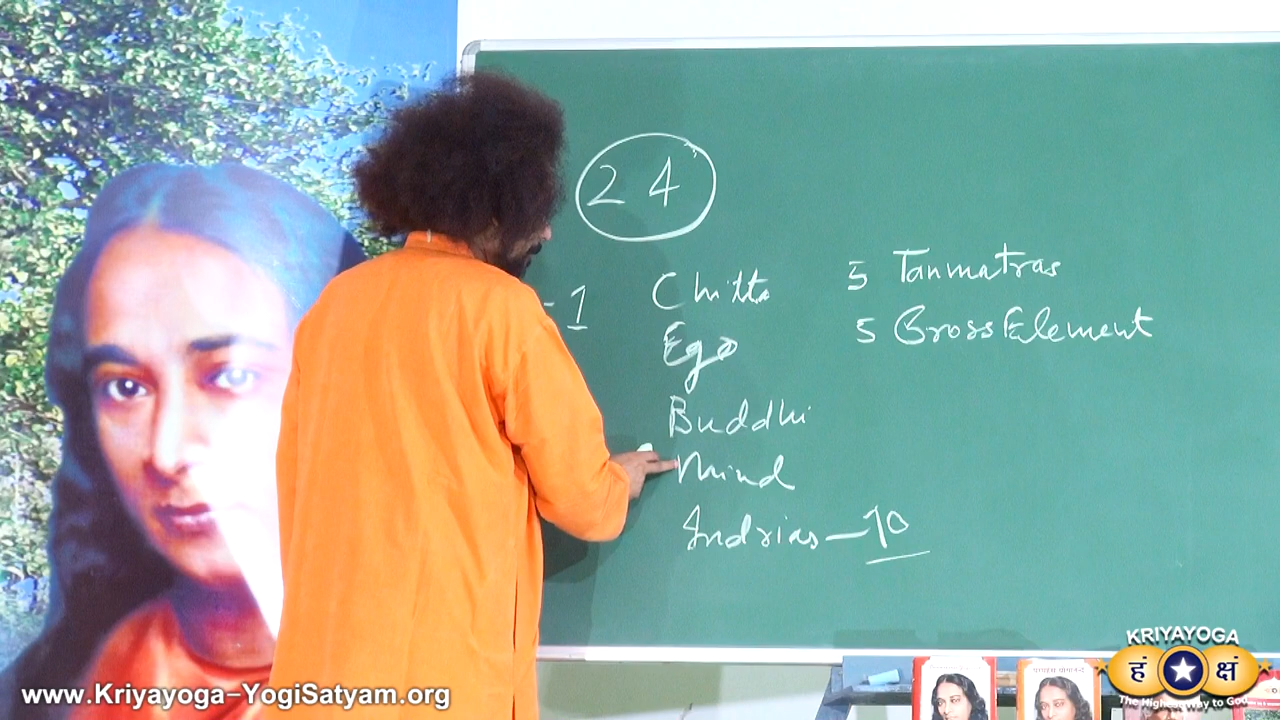 24
- 1
Chitta
Ego
Buddhi
Mind
Indrias — 10
5 Tanmatras
5 Gross Element
KRIYAYOGA
हं क्षं
The Highest Way to God
www.Kriyayoga-YogiSatyam.org